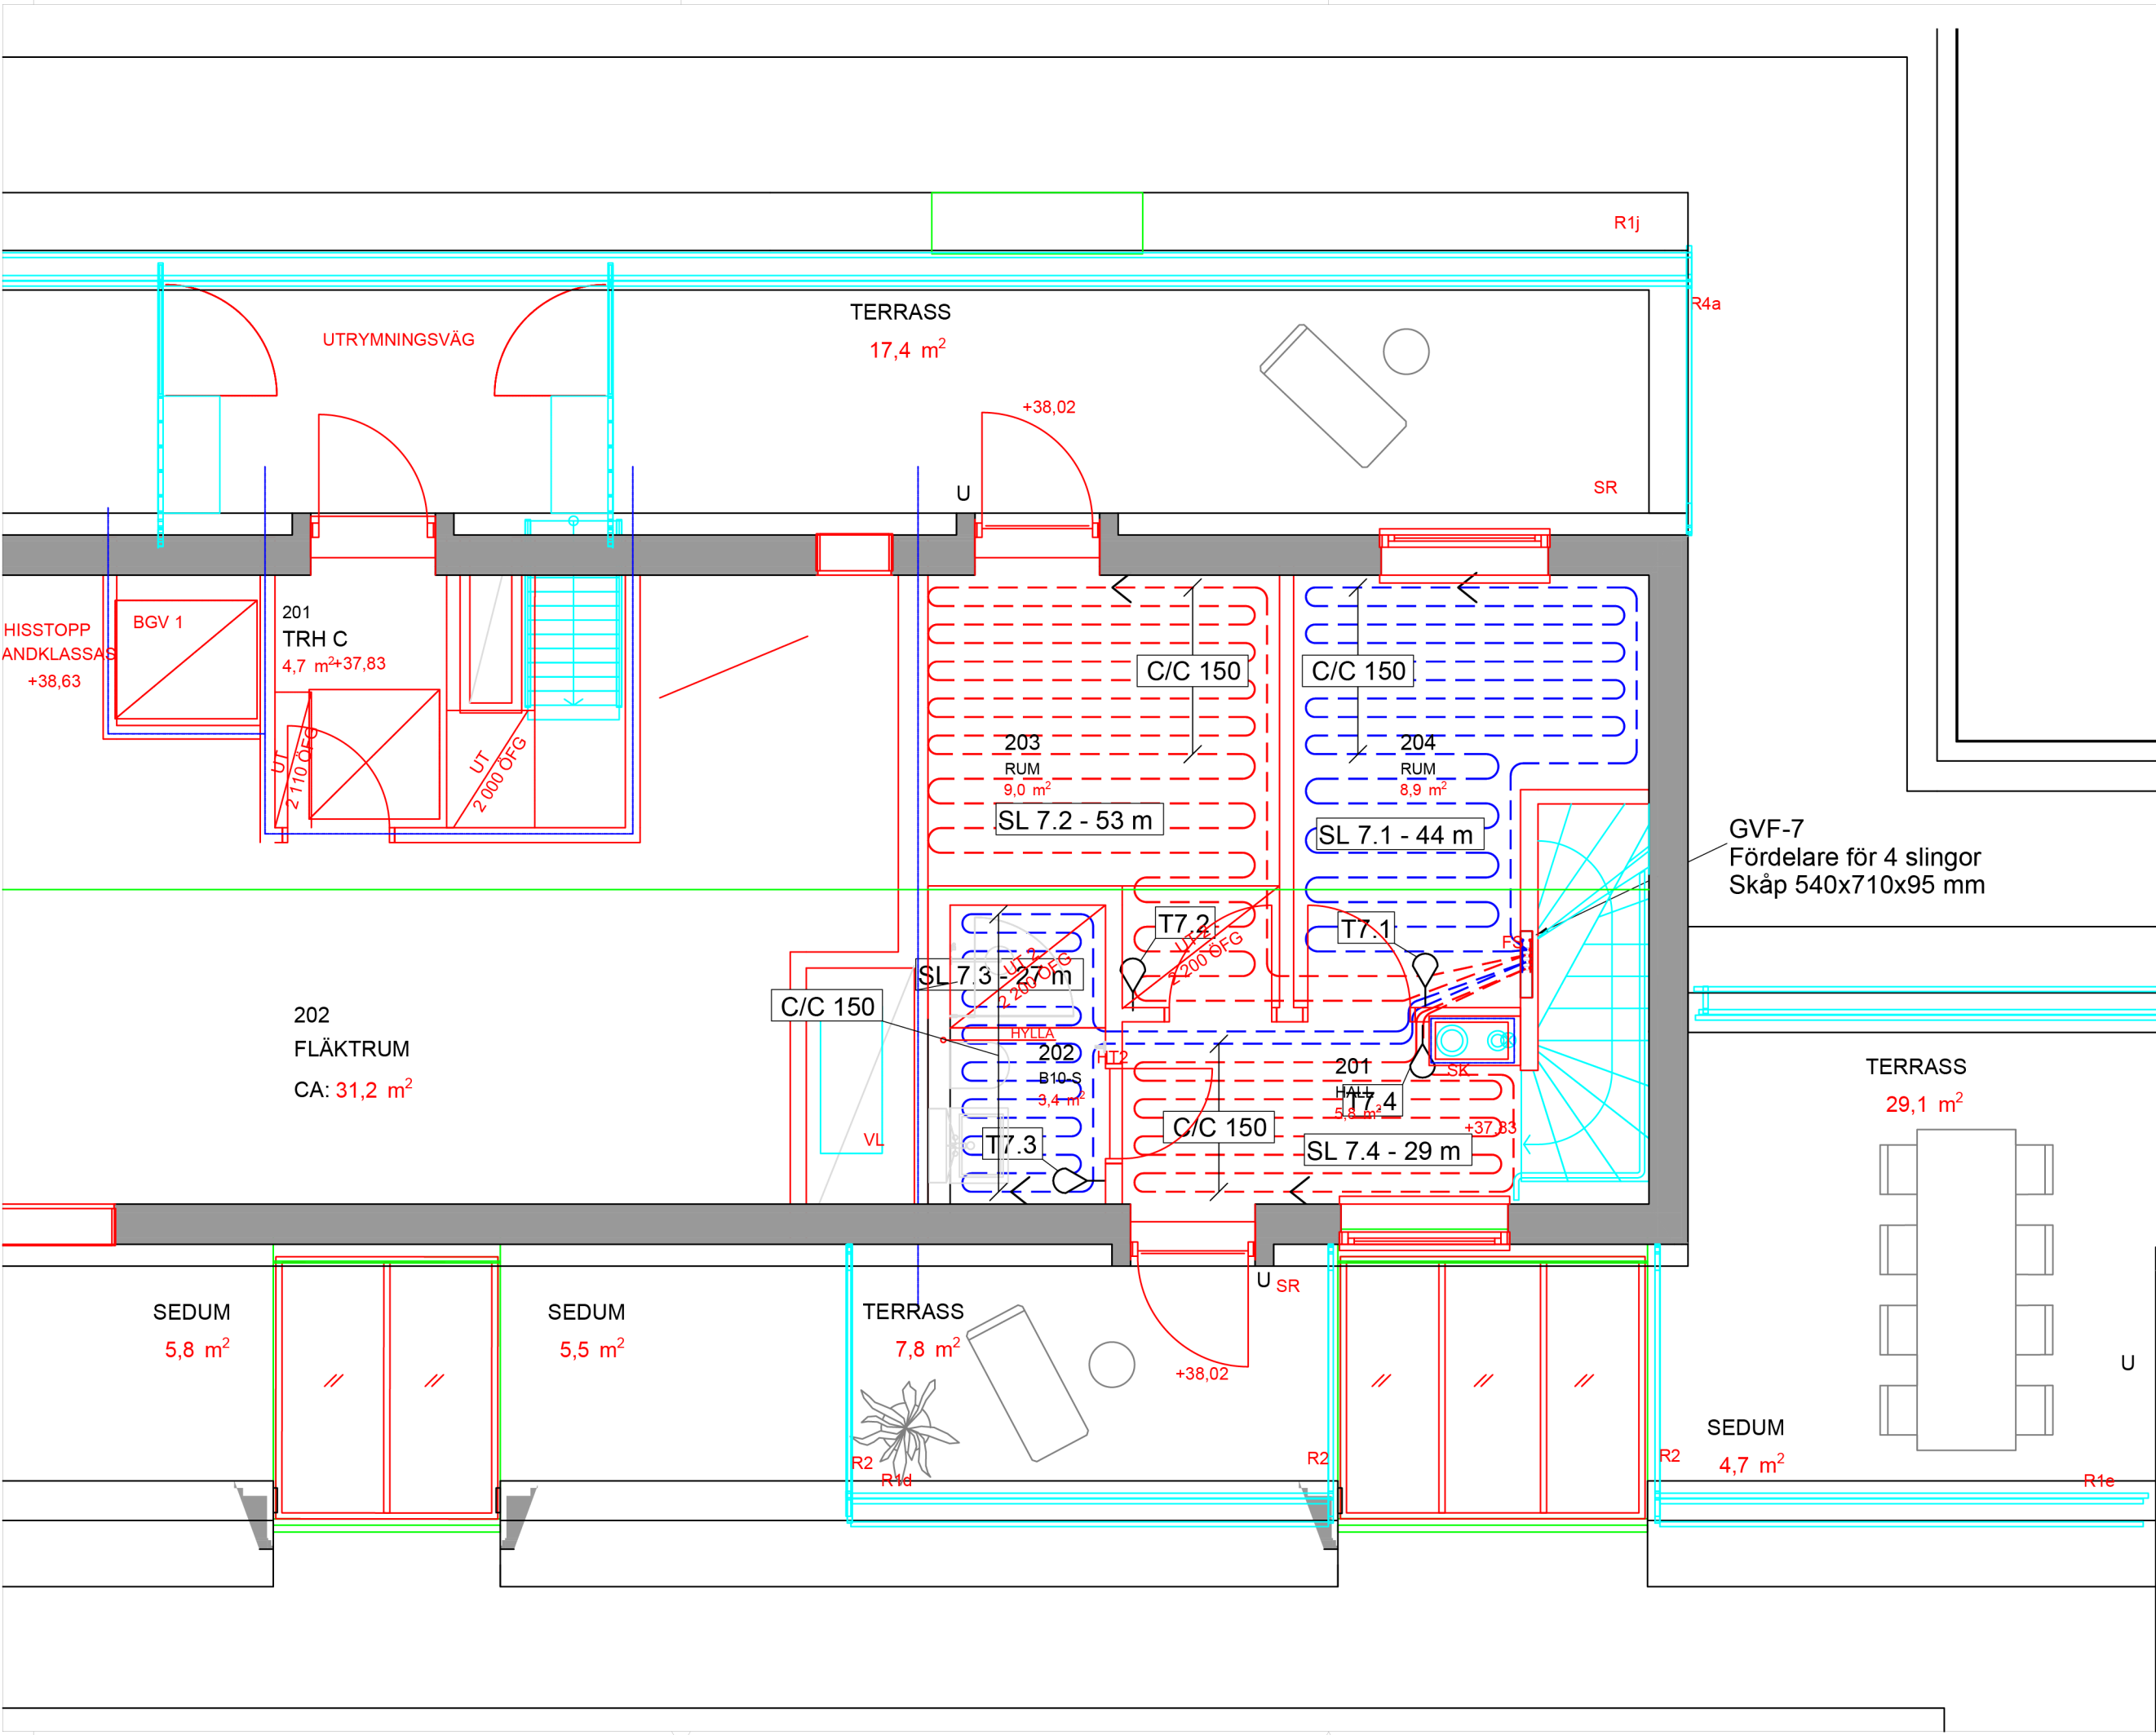 R1j
R4a
TERRASS
17,4 m²
UTRYMNINGSVÄG
+38,02
SR
U
HISSTOPP
ANDKLASSAS
+38,63
BGV 1
201
TRH C
4,7 m²
+37,83
UT
2 110 ÖFG
UT
2 000 ÖFG
C/C 150
C/C 150
203
RUM
9,0 m²
SL 7.2 - 53 m
204
RUM
8,9 m²
SL 7.1 - 44 m
GVF-7
Fördelare för 4 slingor
Skåp 540x710x95 mm
T7.2
T7.1
FS
UT 2
2 200 ÖFG
UT 2
2 200 ÖFG
SL 7.3 - 27 m
C/C 150
HYLLA
202
B10-S
3,4 m²
HT2
201
HALL
5,8 m²
SK
T7.4
+37,83
C/C 150
SL 7.4 - 29 m
T7.3
VL
202
FLÄKTRUM
CA: 31,2 m²
TERRASS
29,1 m²
U
SR
SEDUM
5,8 m²
SEDUM
5,5 m²
TERRASS
7,8 m²
+38,02
U
SEDUM
4,7 m²
R2
R1d
R2
R2
R1e